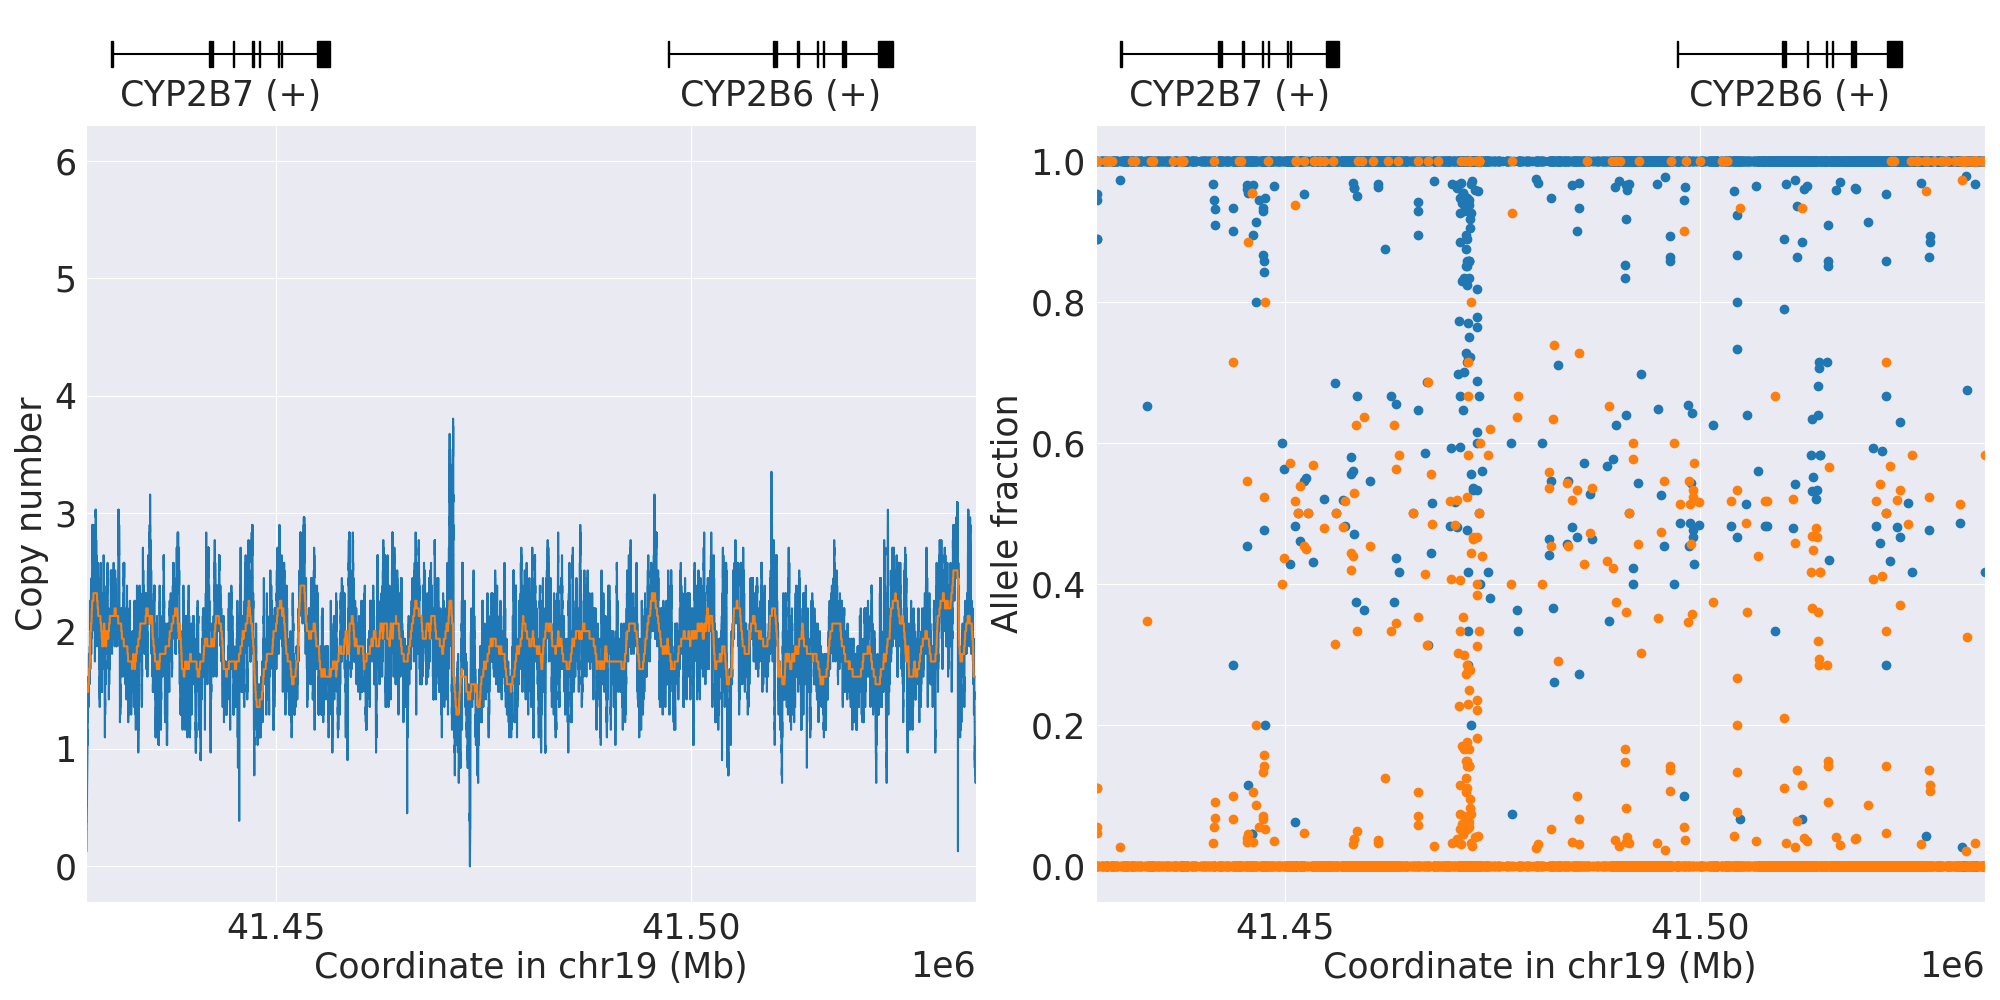 CYP2B7 (+) CYP2B6 (+)
CYP2B7 (+) CYP2B6 (+)
Copy number
6
5
4
3
2
1
0
41.45 41.50
Coordinate in chr19 (Mb)
1e6
Allele fraction
1.0
0.8
0.6
0.4
0.2
0.0
41.45 41.50
Coordinate in chr19 (Mb)
1e6